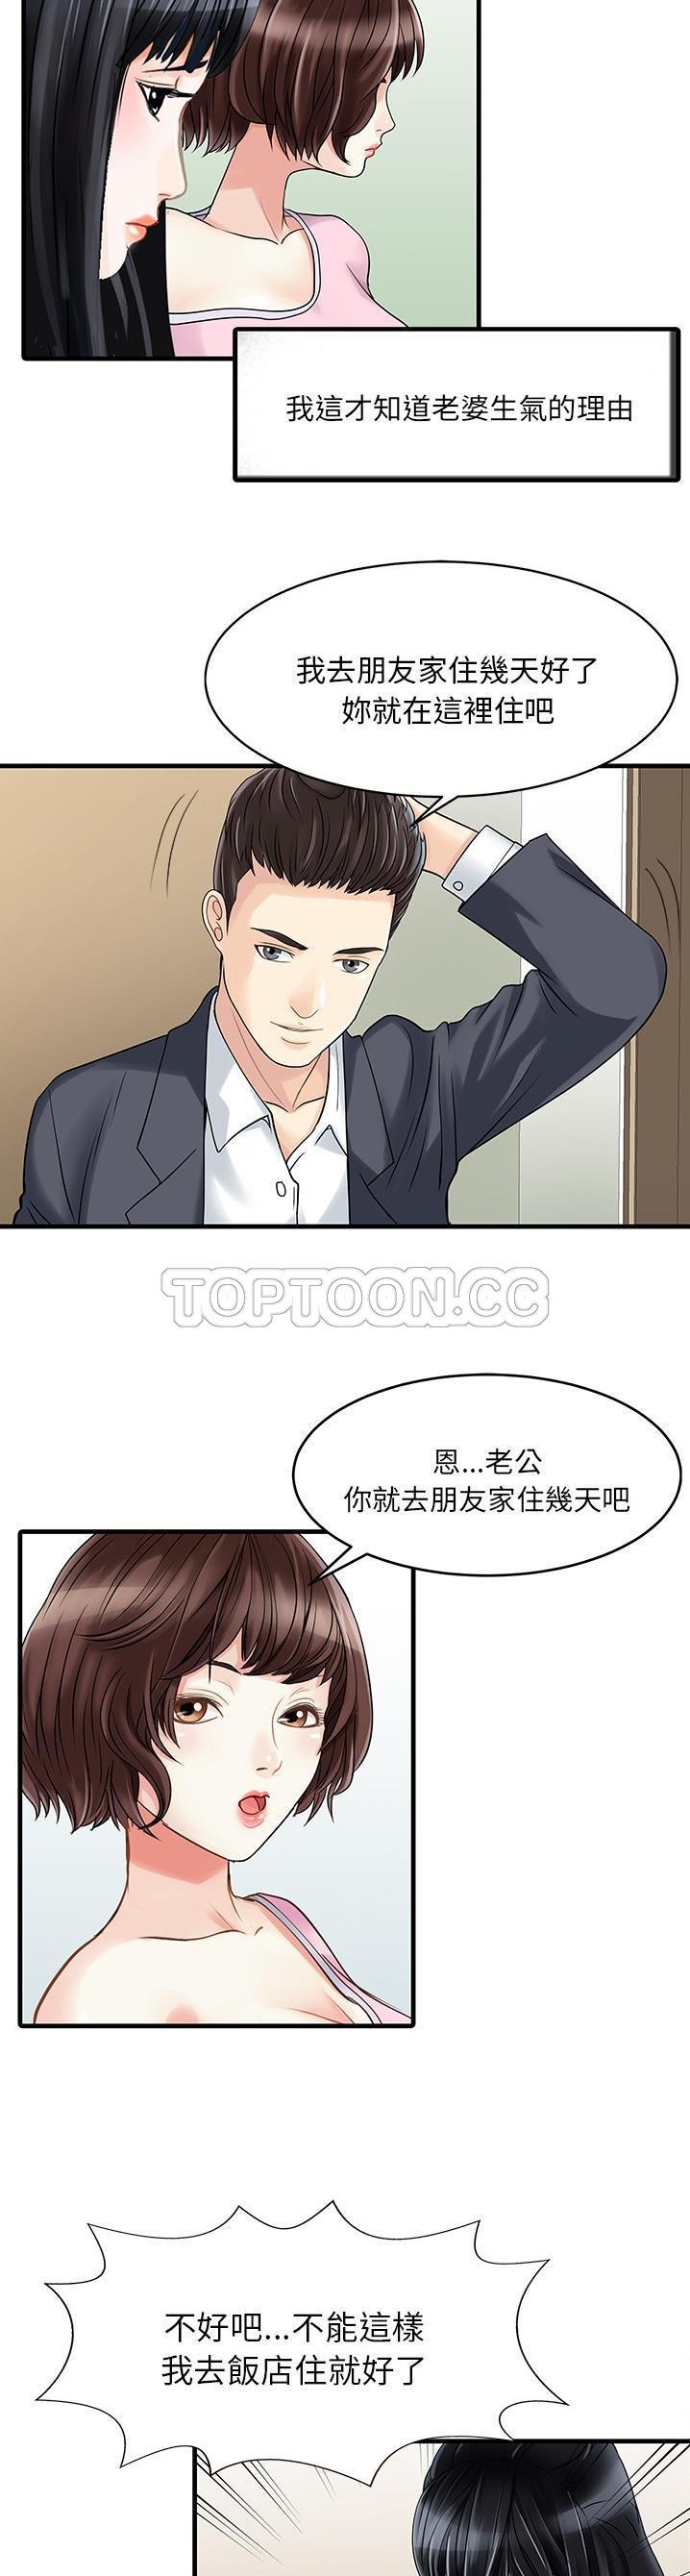 我這才知道老婆生氣的理由
我去朋友家住幾天好了
妳就在這裡住吧
TOPTOON.CC
恩...老公
你就去朋友家住幾天吧
不好吧...不能這樣
我去飯店住就好了